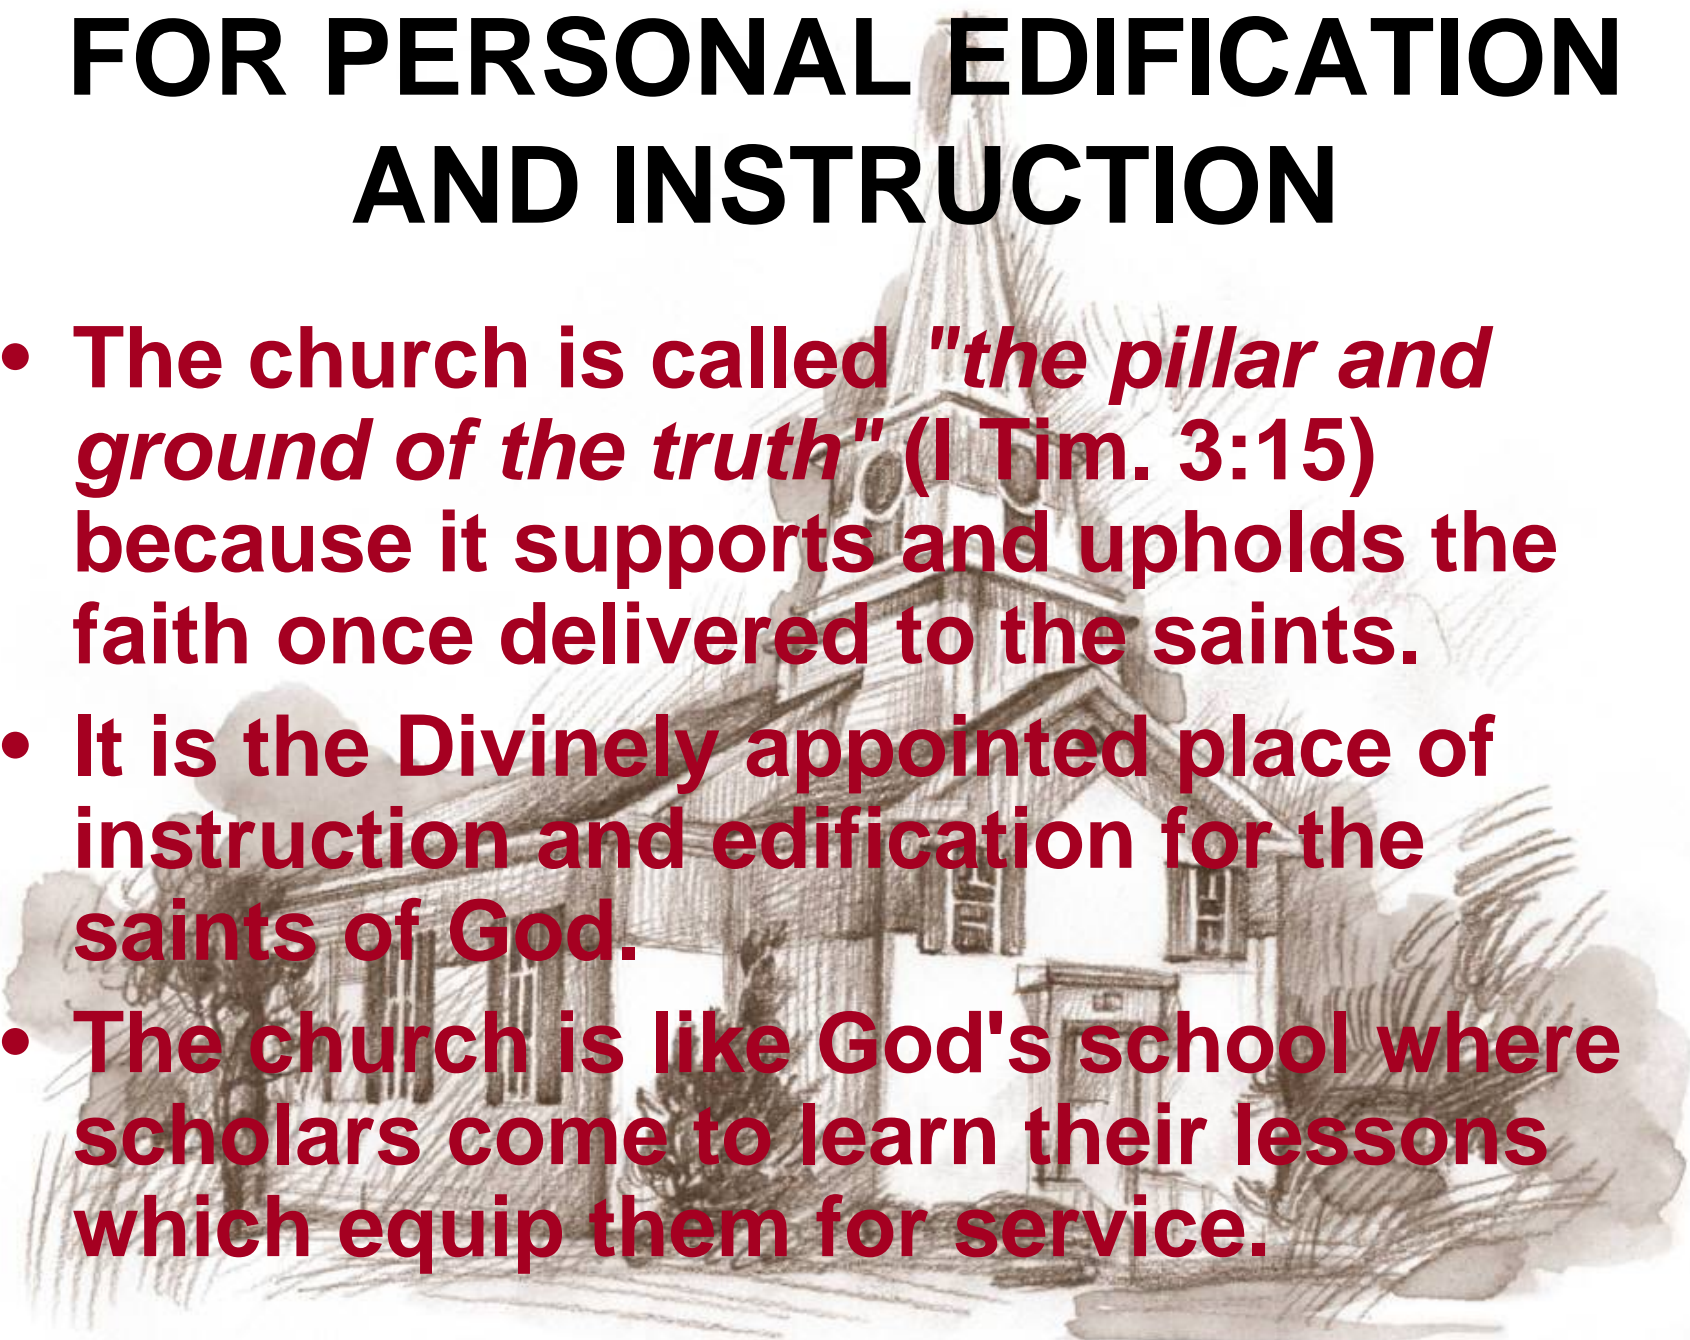 FOR PERSONAL EDIFICATION
AND INSTRUCTION
• The church is called "the pillar and
ground of the truth" (I Tim. 3:15)
because it supports and upholds the
faith once delivered to the saints.
• It is the Divinely appointed place of
instruction and edification for the
saints of God.
• The church is like God's school where
scholars come to learn their lessons
which equip them for service.